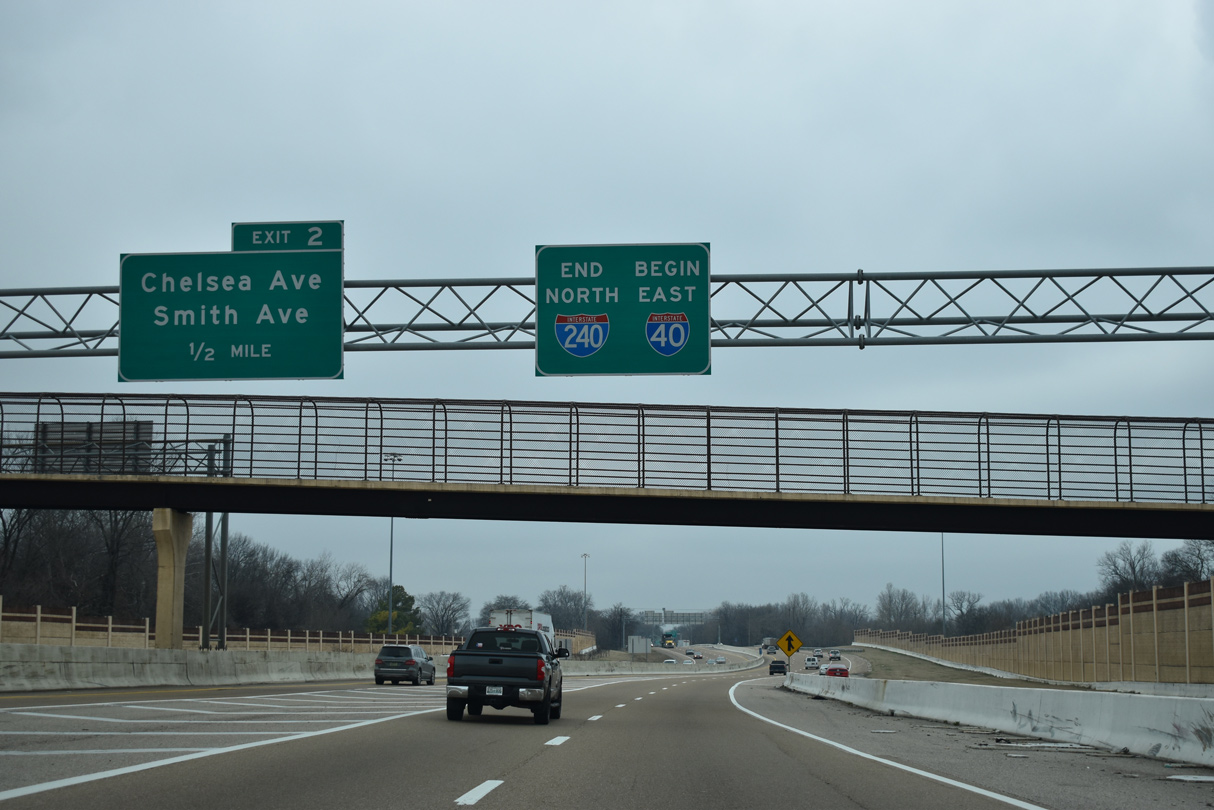 EXIT 2
Chelsea Ave
Smith Ave
1/2 MILE
END BEGIN
NORTH EAST
INTERSTATE INTERSTATE
240 40